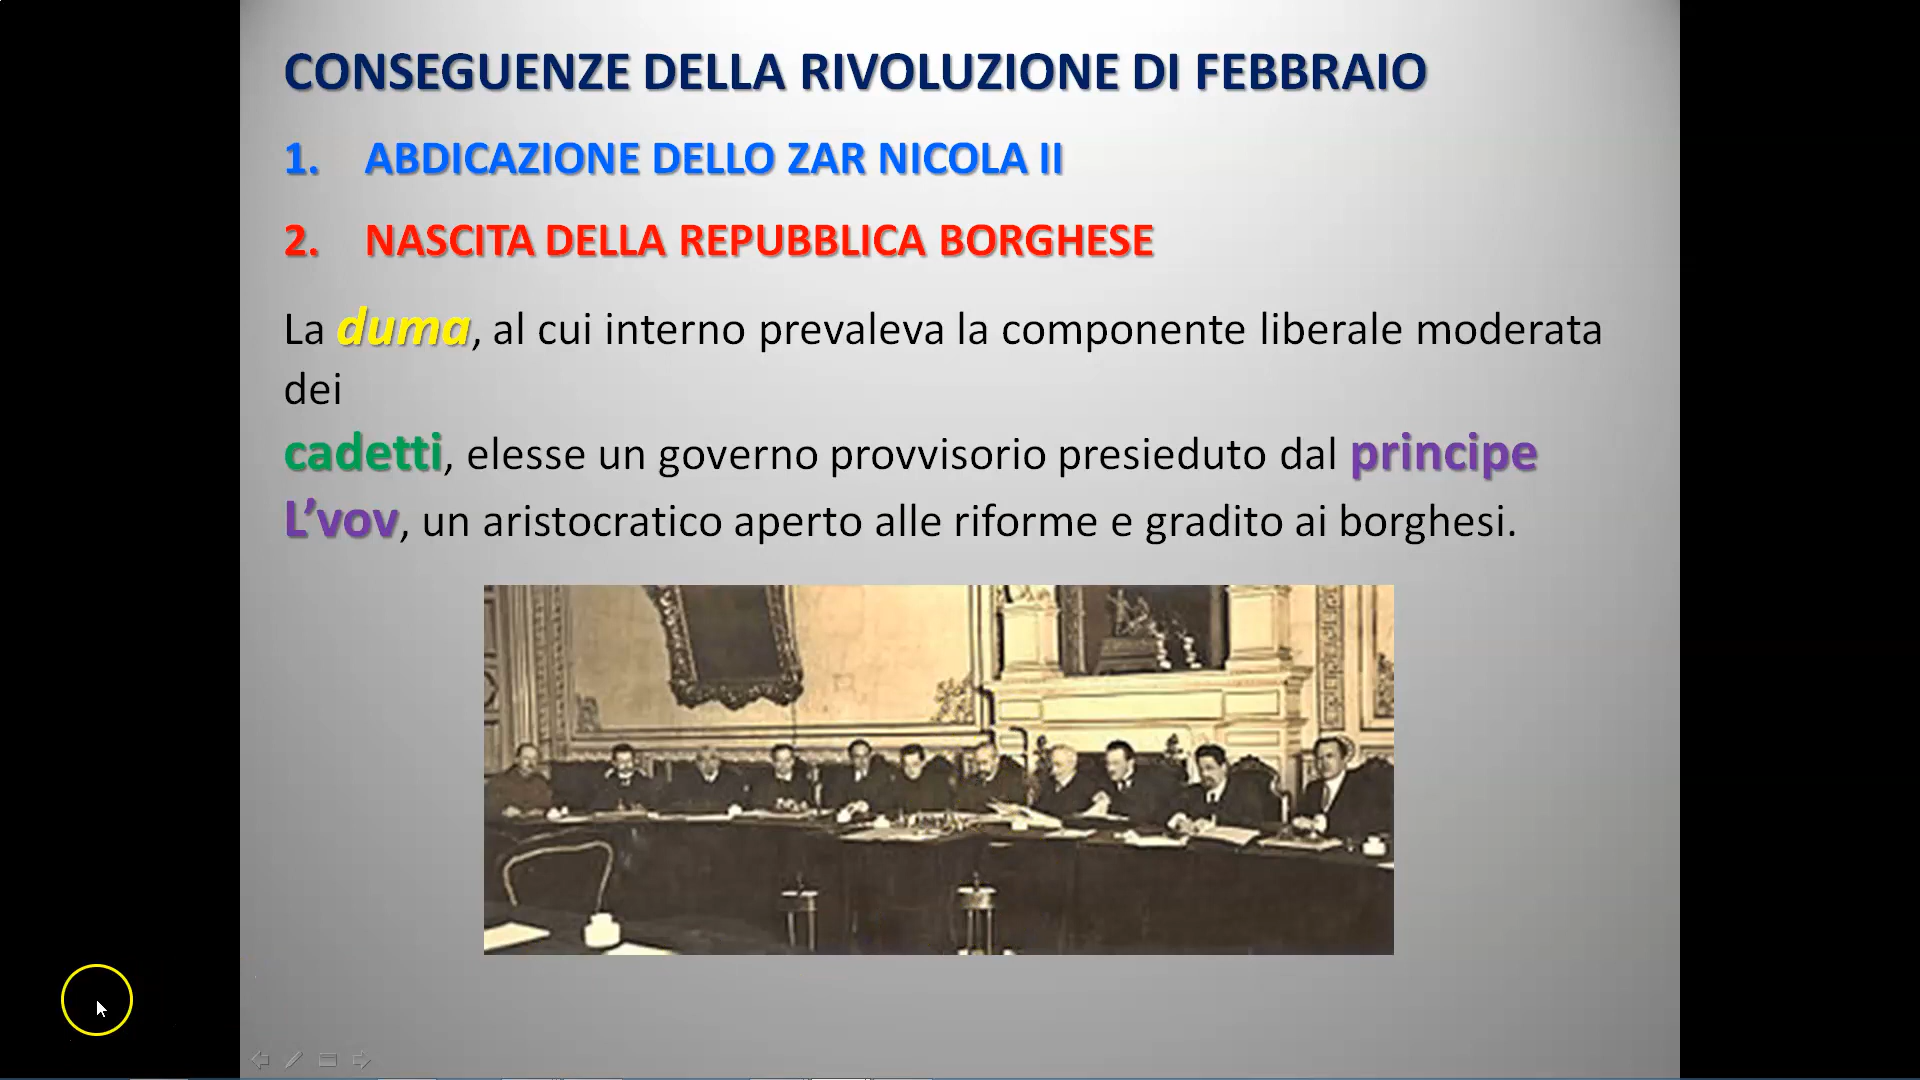 CONSEGUENZE DELLA RIVOLUZIONE DI FEBBRAIO
1. ABDICAZIONE DELLO ZAR NICOLA II
2. NASCITA DELLA REPUBBLICA BORGHESE
La duma, al cui interno prevaleva la componente liberale moderata
dei
cadetti, elesse un governo provvisorio presieduto dal principe
L’vov, un aristocratico aperto alle riforme e gradito ai borghesi.